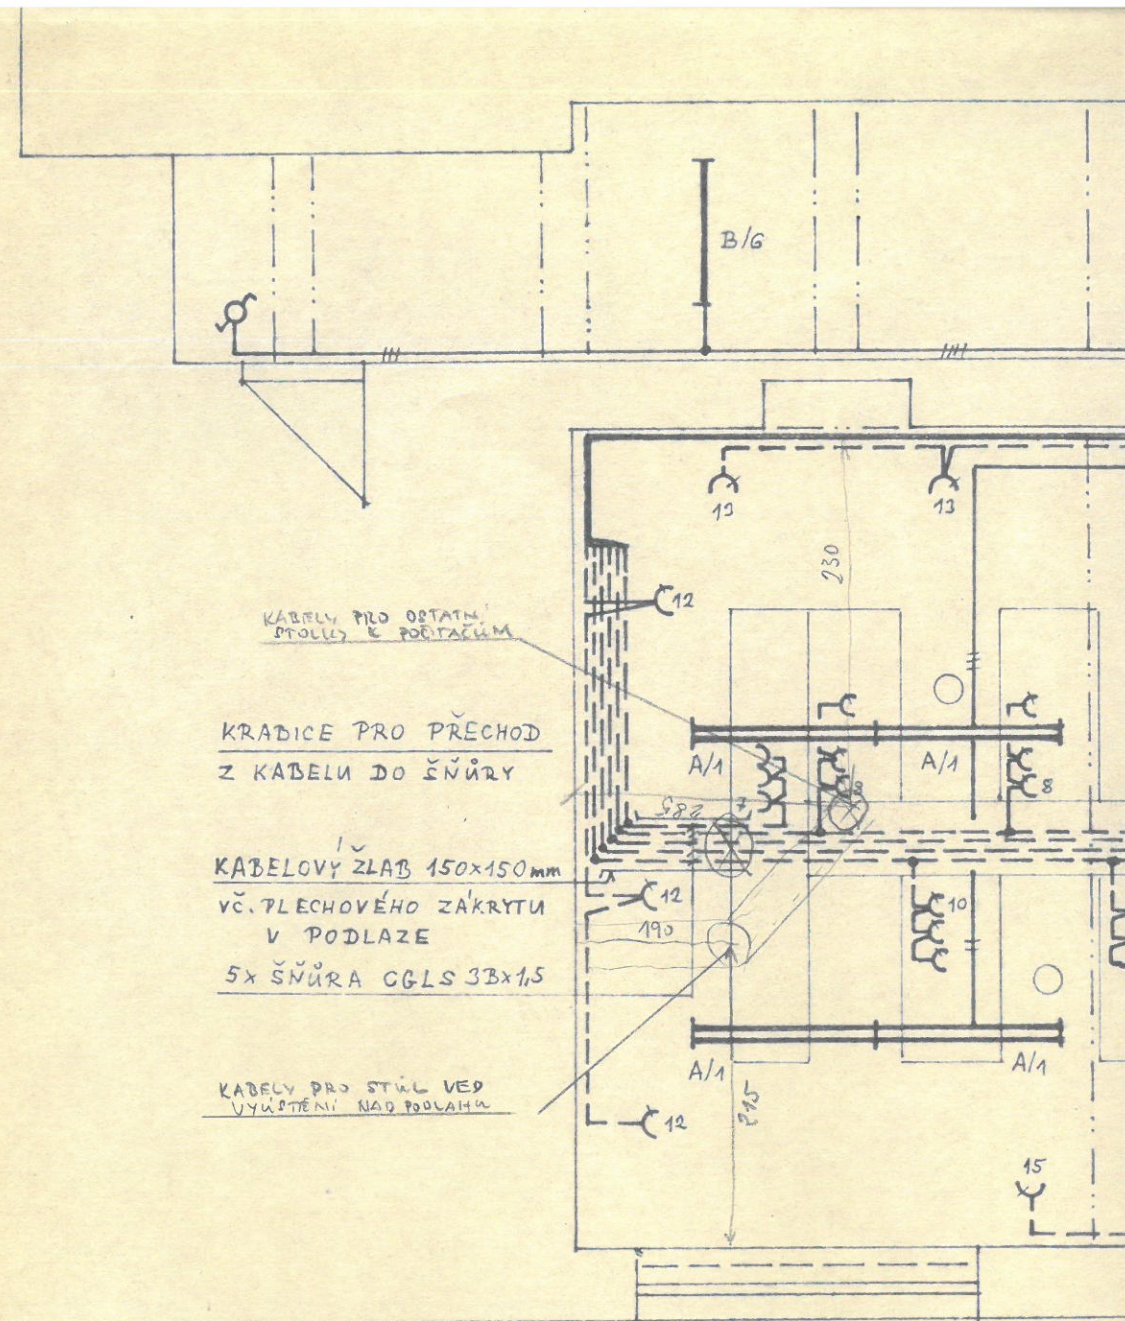 B/6
13
13
230
12
KABELY PRO OSTATNÍ
STOLKY K POČÍTAČŮM
KRABICE PRO PŘECHOD
Z KABELU DO ŠŇŮRY
A/1
A/1
8
285
7
KABELOVÝ ŽLAB 150x150mm
VČ. PLECHOVÉHO ZÁKRYTU
V PODLAZE
5x ŠŇŮRA CGLS 3Bx1,5
12
10
190
A/1
A/1
KABELY PRO STŮL VED
VYÚSTĚNÍ NAD PODLAHU
215
12
15